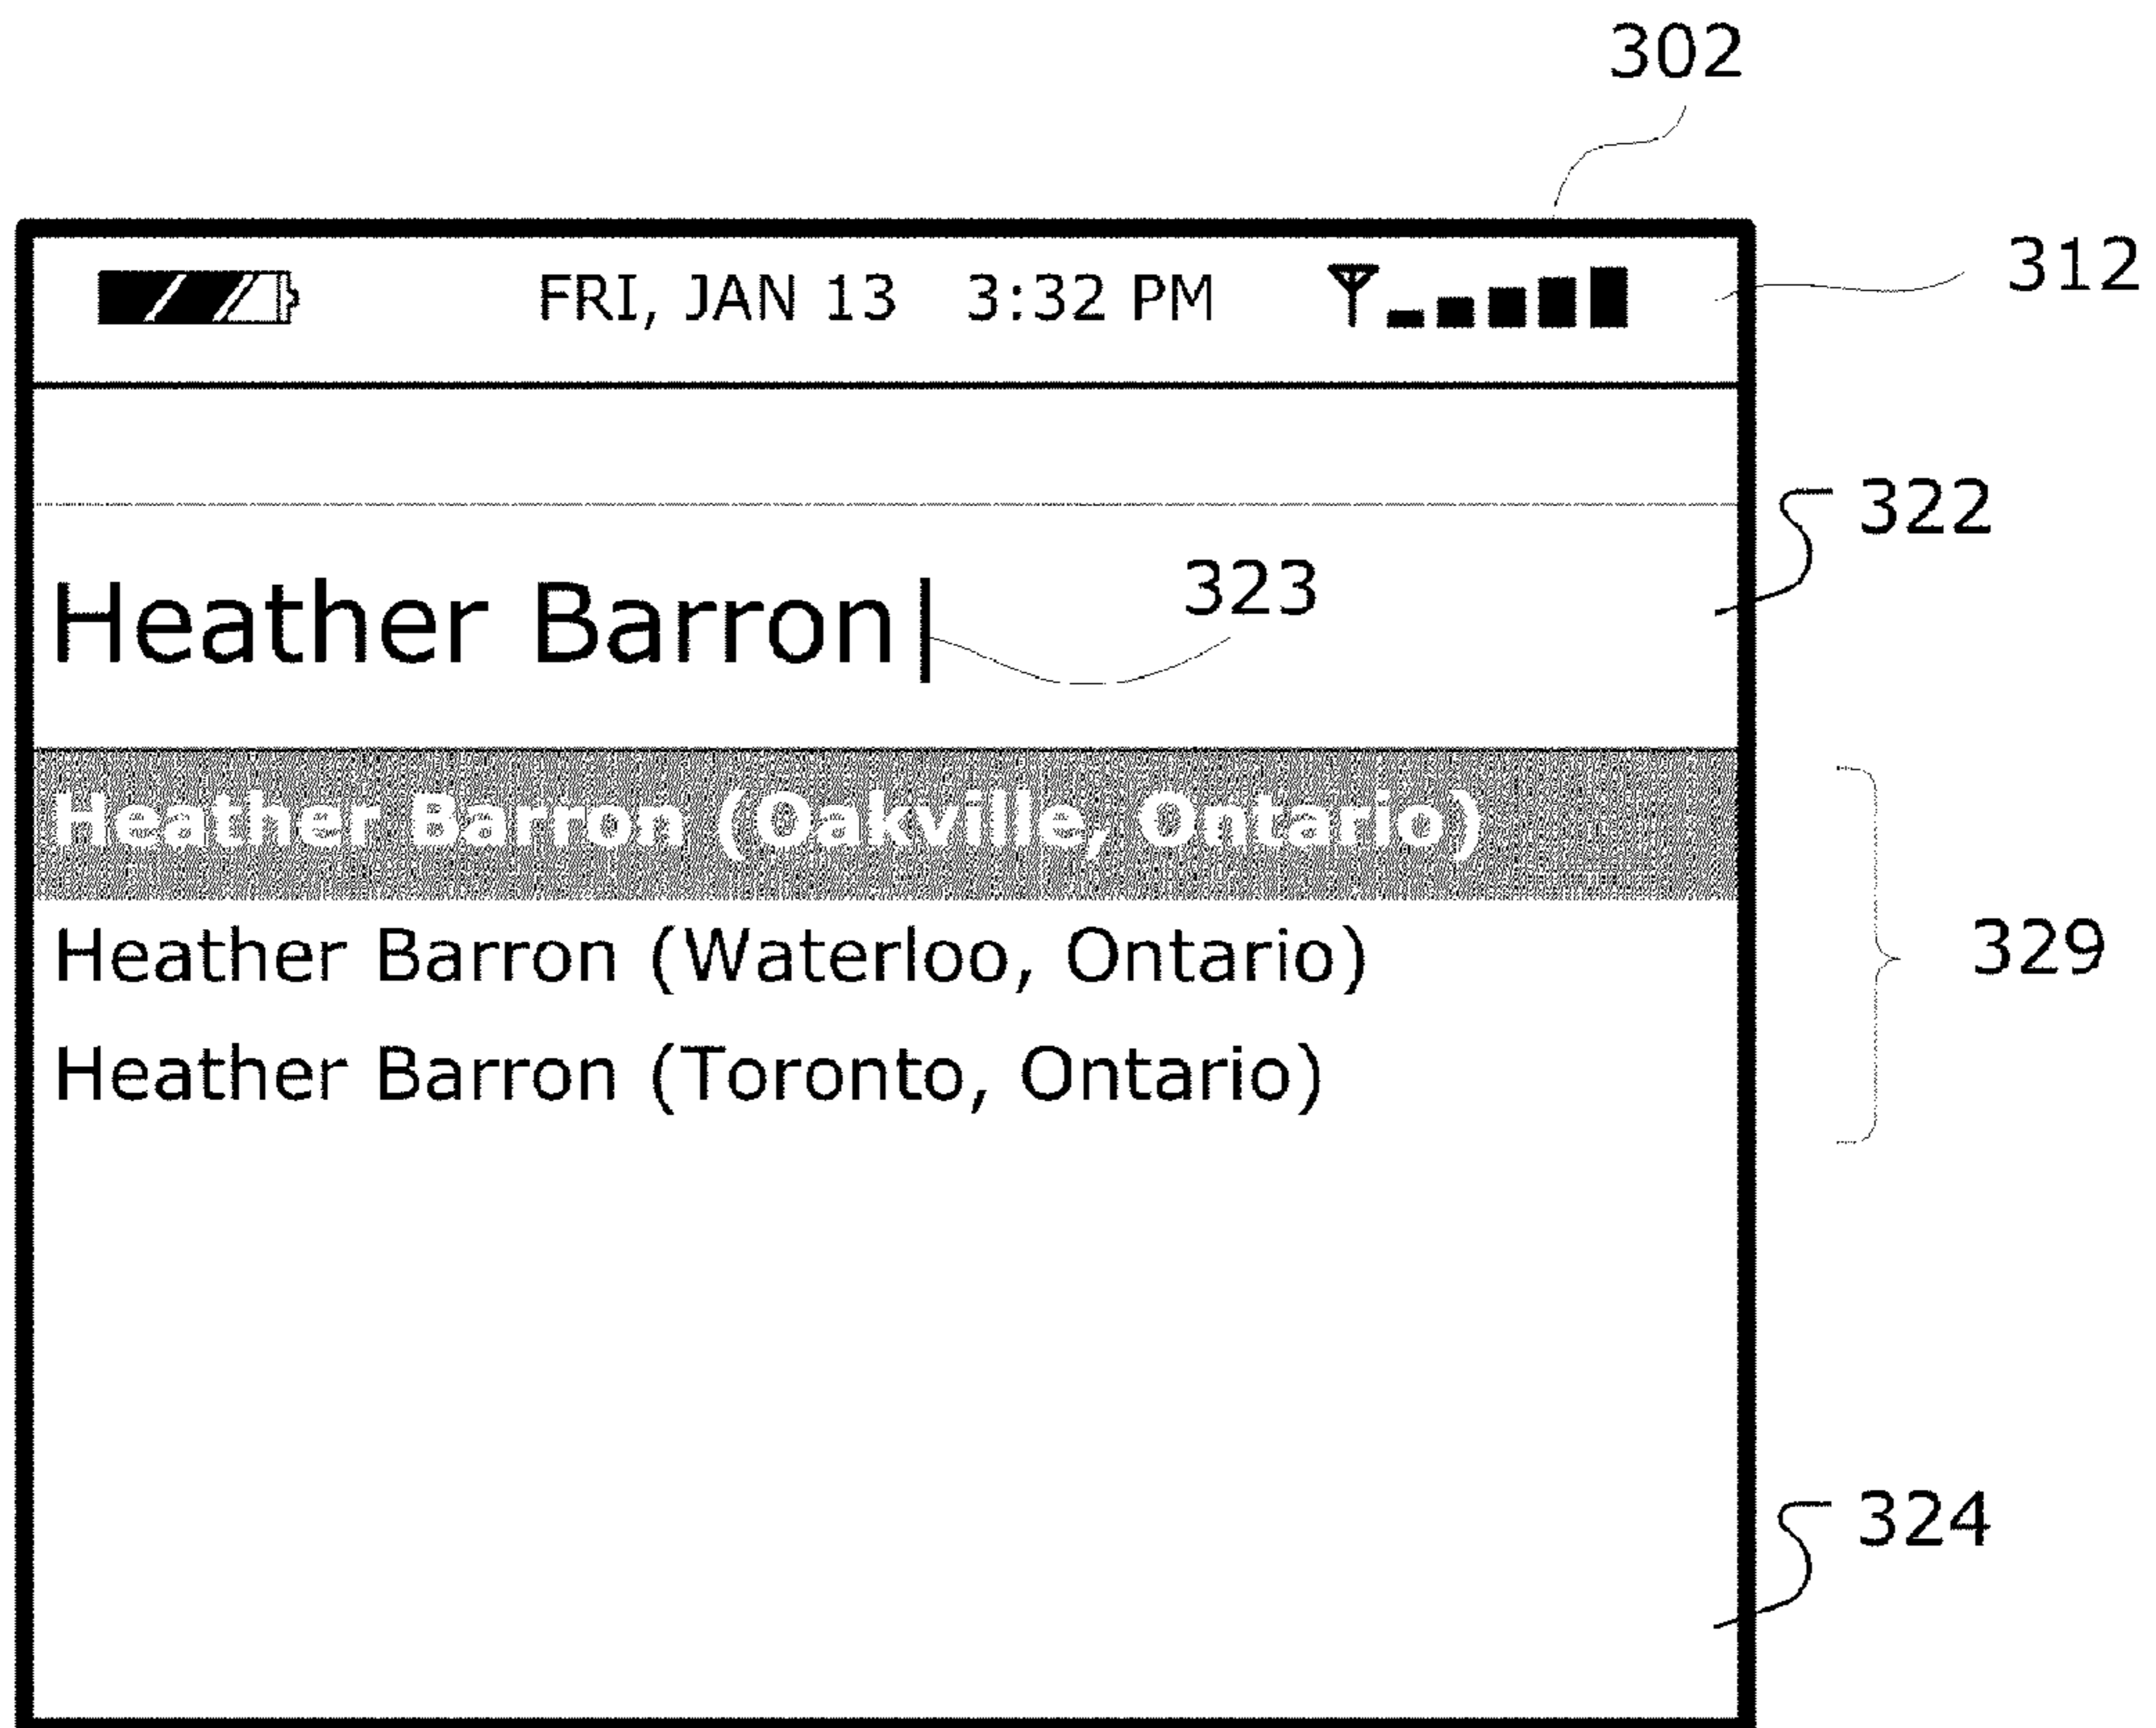 302
FRI, JAN 13 3:32 PM
312
322
Heather Barron
323
Heather Barron (Oakville, Ontario)
Heather Barron (Waterloo, Ontario)
329
Heather Barron (Toronto, Ontario)
324